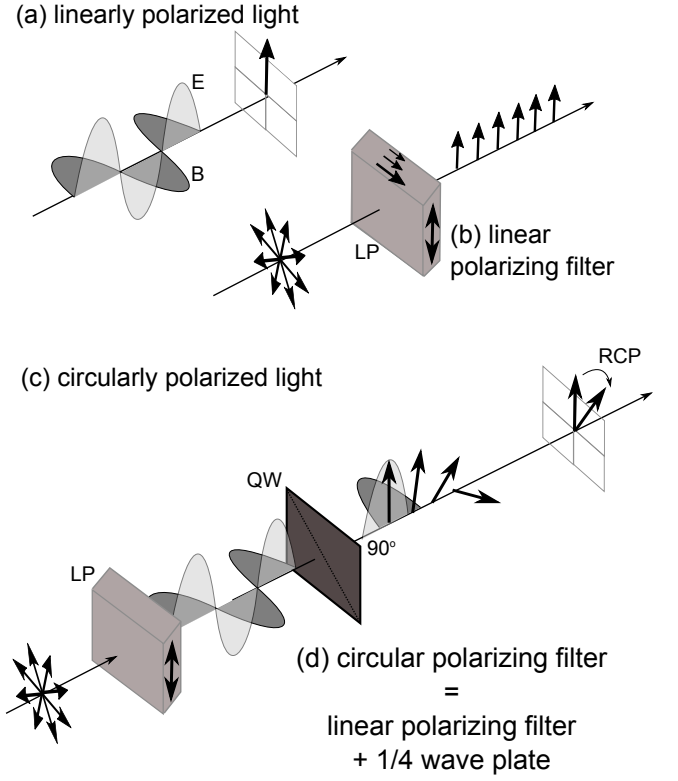 (a) linearly polarized light
E
B
LP
(b) linear
polarizing filter
(c) circularly polarized light
RCP
QW
90°
LP
(d) circular polarizing filter
=
linear polarizing filter
+ 1/4 wave plate